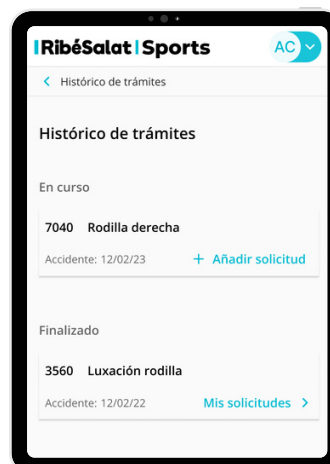 RibéSalat Sports
AC
Histórico de trámites
Histórico de trámites
En curso
7040 Rodilla derecha
Accidente: 12/02/23 + Añadir solicitud
Finalizado
3560 Luxación rodilla
Accidente: 12/02/22 Mis solicitudes